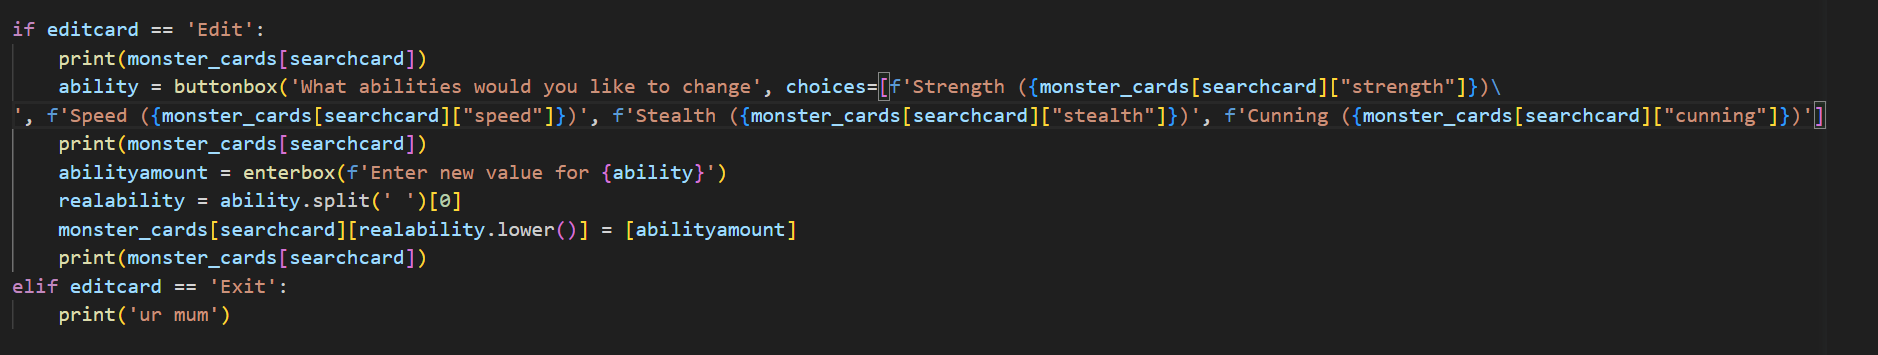 if editcard == 'Edit':
    print(monster_cards[searchcard])
    ability = buttonbox('What abilities would you like to change', choices=[f'Strength ({monster_cards[searchcard]["strength"]})\
', f'Speed ({monster_cards[searchcard]["speed"]})', f'Stealth ({monster_cards[searchcard]["stealth"]})', f'Cunning ({monster_cards[searchcard]["cunning"]})']
    print(monster_cards[searchcard])
    abilityamount = enterbox(f'Enter new value for {ability}')
    realability = ability.split(' ')[0]
    monster_cards[searchcard][realability.lower()] = [abilityamount]
    print(monster_cards[searchcard])
elif editcard == 'Exit':
    print('ur mum')